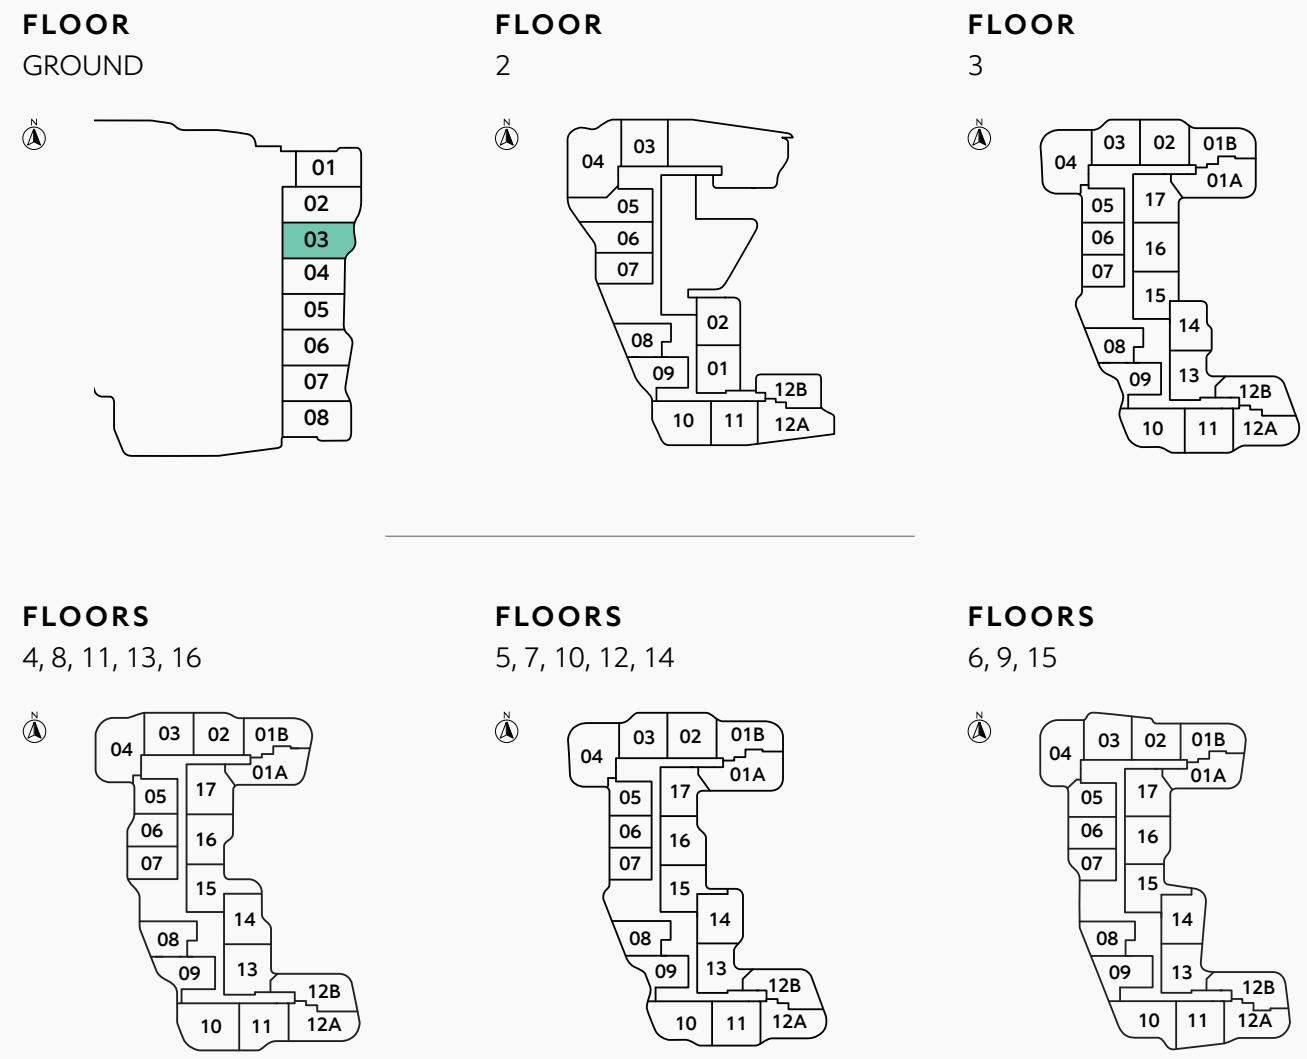 FLOOR
GROUND
N
01
02
03
04
05
06
07
08
FLOOR
2
N
03
04
05
06
07
02
08
01
09
12B
10
11
12A
FLOOR
3
N
03
02
01B
04
01A
17
05
06
16
07
15
14
08
13
09
12B
10
11
12A
FLOORS
4, 8, 11, 13, 16
N
03
02
01B
04
01A
17
05
06
16
07
15
14
08
13
09
12B
10
11
12A
FLOORS
5, 7, 10, 12, 14
N
03
02
01B
04
01A
17
05
06
16
07
15
14
08
13
09
12B
10
11
12A
FLOORS
6, 9, 15
N
03
02
01B
04
01A
17
05
06
16
07
15
14
08
13
09
12B
10
11
12A